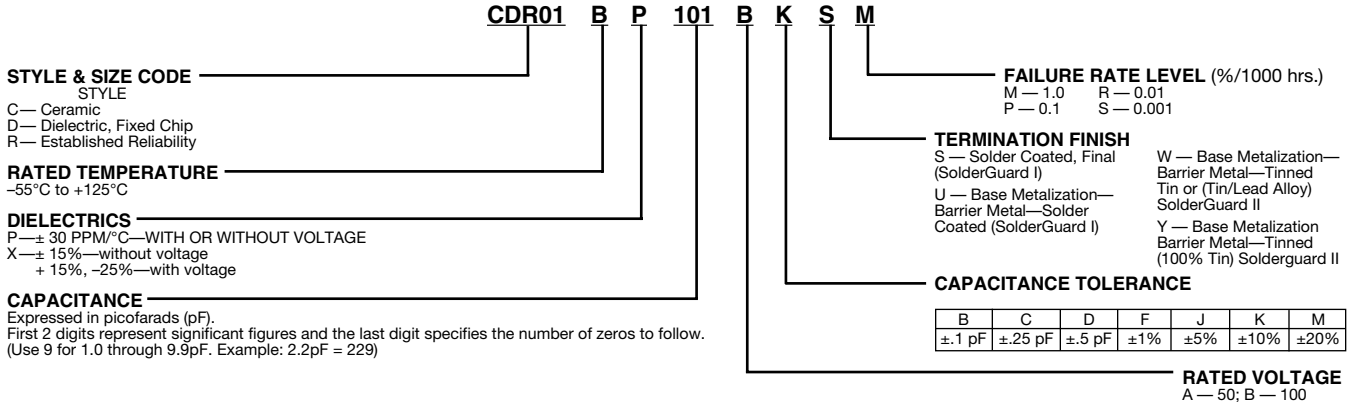 CDR01 B P 101 B K S M
STYLE & SIZE CODE
STYLE
C— Ceramic
D— Dielectric, Fixed Chip
R— Established Reliability
RATED TEMPERATURE
–55°C to +125°C
DIELECTRICS
P—± 30 PPM/°C—WITH OR WITHOUT VOLTAGE
X—± 15%—without voltage
+ 15%, –25%—with voltage
CAPACITANCE
Expressed in picofarads (pF).
First 2 digits represent significant figures and the last digit specifies the number of zeros to follow.
(Use 9 for 1.0 through 9.9pF. Example: 2.2pF = 229)
FAILURE RATE LEVEL (%/1000 hrs.)
M — 1.0 R — 0.01
P — 0.1 S — 0.001
TERMINATION FINISH
S — Solder Coated, Final
(SolderGuard I)
U — Base Metalization—
Barrier Metal—Solder
Coated (SolderGuard I)
W — Base Metalization—
Barrier Metal—Tinned
Tin or (Tin/Lead Alloy)
SolderGuard II
Y — Base Metalization
Barrier Metal—Tinned
(100% Tin) Solderguard II
CAPACITANCE TOLERANCE
B C D F J K M
±.1 pF ±.25 pF ±.5 pF ±1% ±5% ±10% ±20%
RATED VOLTAGE
A — 50; B — 100